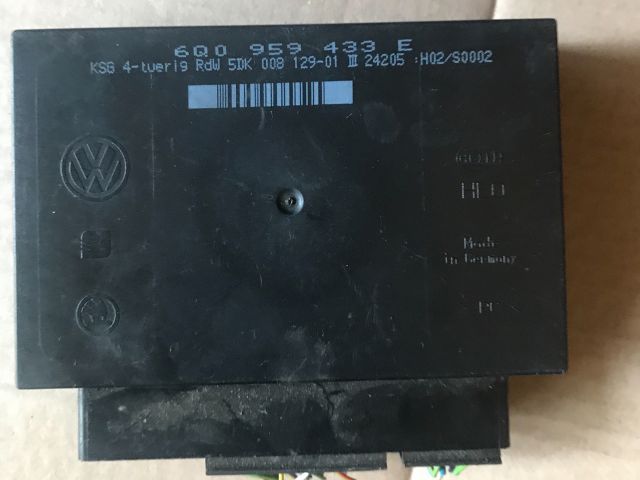 6Q0 959 433 E
KSG 4-tuerig RdW 5DK 008 129-01 III 24205 :H02/S0002
Made
in Germany